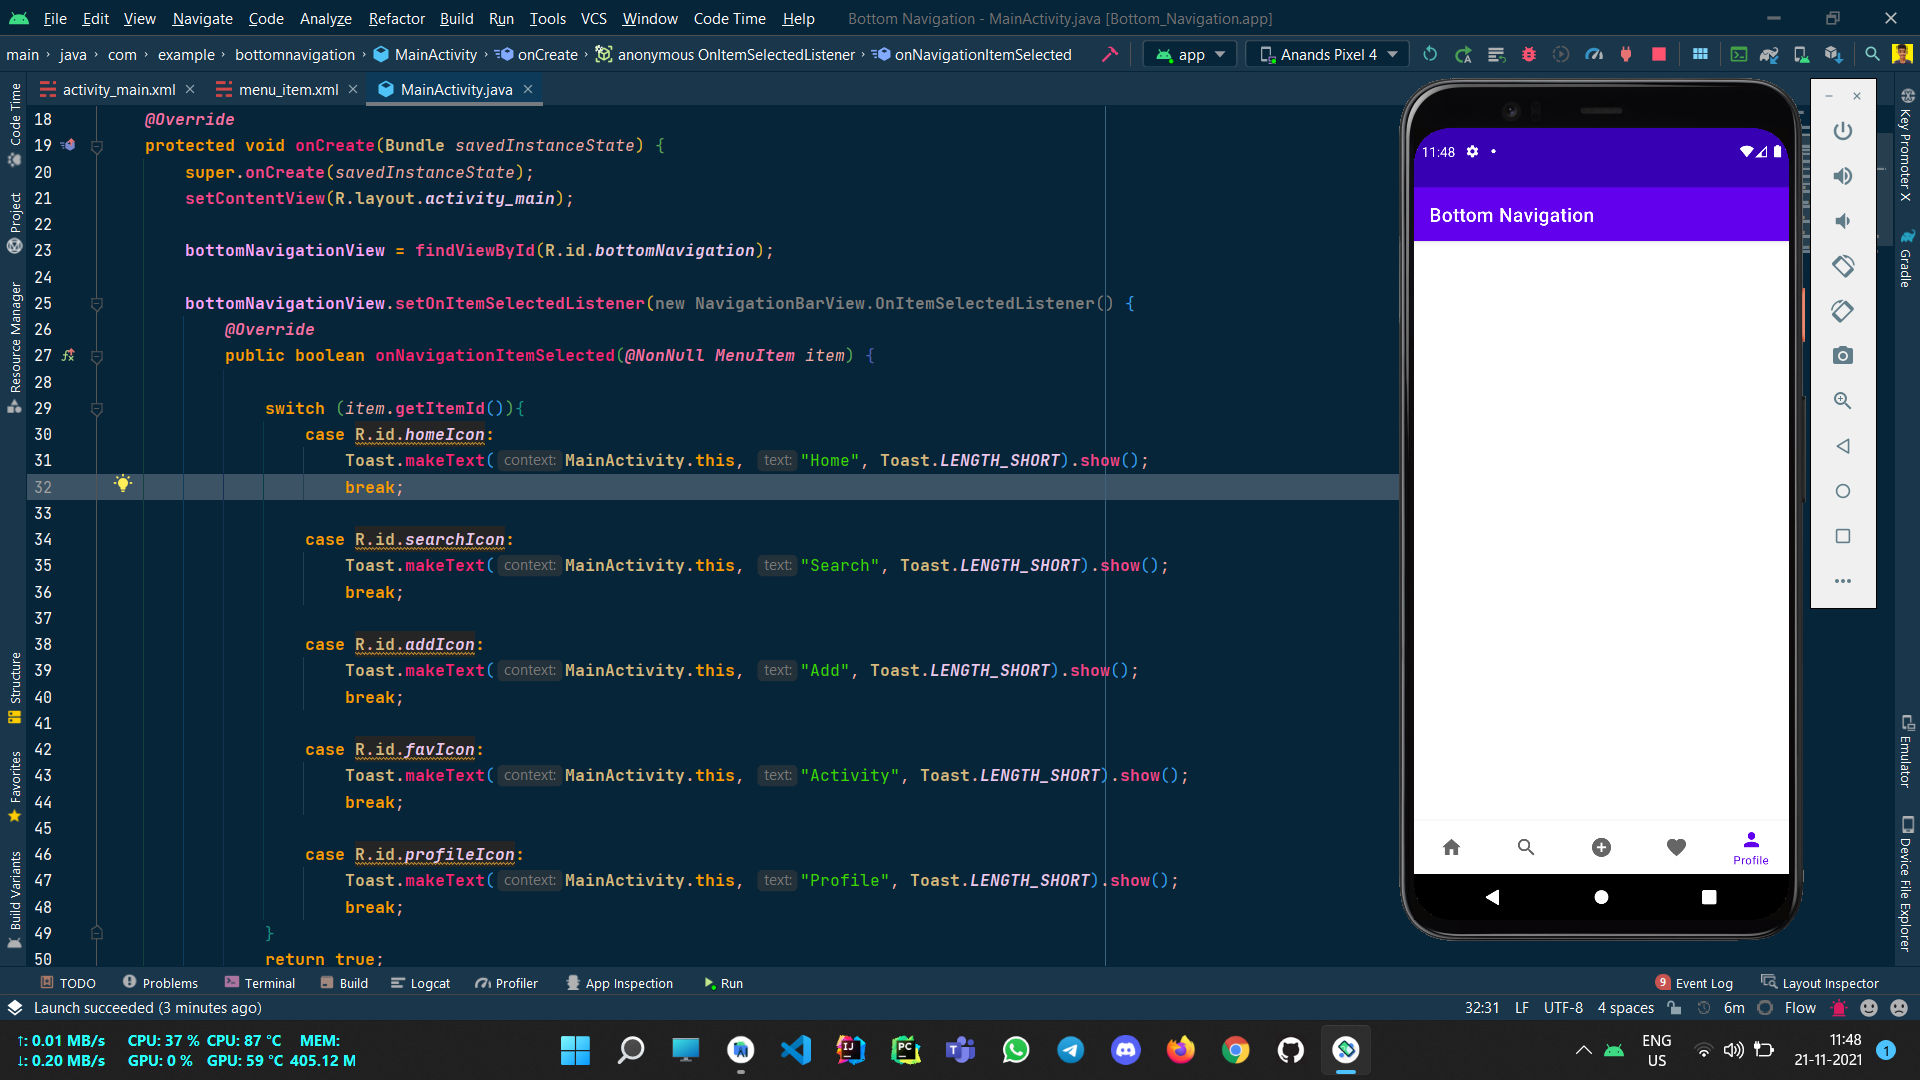 File Edit View Navigate Code Analyze Refactor Build Run Tools VCS Window Code Time Help Bottom Navigation - MainActivity.java [Bottom_Navigation.app]
main › java › com › example › bottomnavigation › MainActivity › onCreate › anonymous OnItemSelectedListener › onNavigationItemSelected app Anands Pixel 4
activity_main.xml menu_item.xml MainActivity.java
18 @Override
19 protected void onCreate(Bundle savedInstanceState) {
20 super.onCreate(savedInstanceState);
21 setContentView(R.layout.activity_main);
22
23 bottomNavigationView = findViewById(R.id.bottomNavigation);
24
25 bottomNavigationView.setOnItemSelectedListener(new NavigationBarView.OnItemSelectedListener() {
26 @Override
27 public boolean onNavigationItemSelected(@NonNull MenuItem item) {
28
29 switch (item.getItemId()){
30 case R.id.homeIcon:
31 Toast.makeText( context: MainActivity.this, text: "Home", Toast.LENGTH_SHORT).show();
32 break;
33
34 case R.id.searchIcon:
35 Toast.makeText( context: MainActivity.this, text: "Search", Toast.LENGTH_SHORT).show();
36 break;
37
38 case R.id.addIcon:
39 Toast.makeText( context: MainActivity.this, text: "Add", Toast.LENGTH_SHORT).show();
40 break;
41
42 case R.id.favIcon:
43 Toast.makeText( context: MainActivity.this, text: "Activity", Toast.LENGTH_SHORT).show();
44 break;
45
46 case R.id.profileIcon:
47 Toast.makeText( context: MainActivity.this, text: "Profile", Toast.LENGTH_SHORT).show();
48 break;
49 }
50 return true;
Code Time
Project
Resource Manager
Structure
Favorites
Build Variants
11:48
Bottom Navigation
Profile
Key Promoter X
Gradle
Emulator
Device File Explorer
TODO Problems Terminal Build Logcat Profiler App Inspection Run 9 Event Log Layout Inspector
Launch succeeded (3 minutes ago) 32:31 LF UTF-8 4 spaces 6m Flow
↑: 0.01 MB/s CPU: 37 % CPU: 87 °C MEM:
↓: 0.20 MB/s GPU: 0 % GPU: 59 °C 405.12 M
ENG
US
11:48
21-11-2021
1